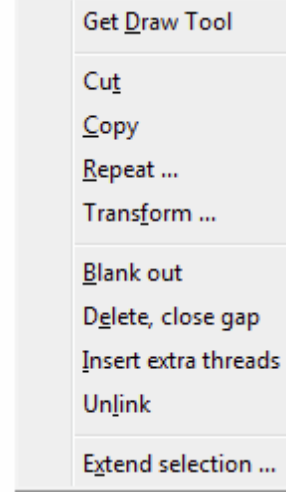 Get Draw Tool
Cut
Copy
Repeat ...
Transform ...
Blank out
Delete, close gap
Insert extra threads
Unlink
Extend selection ...